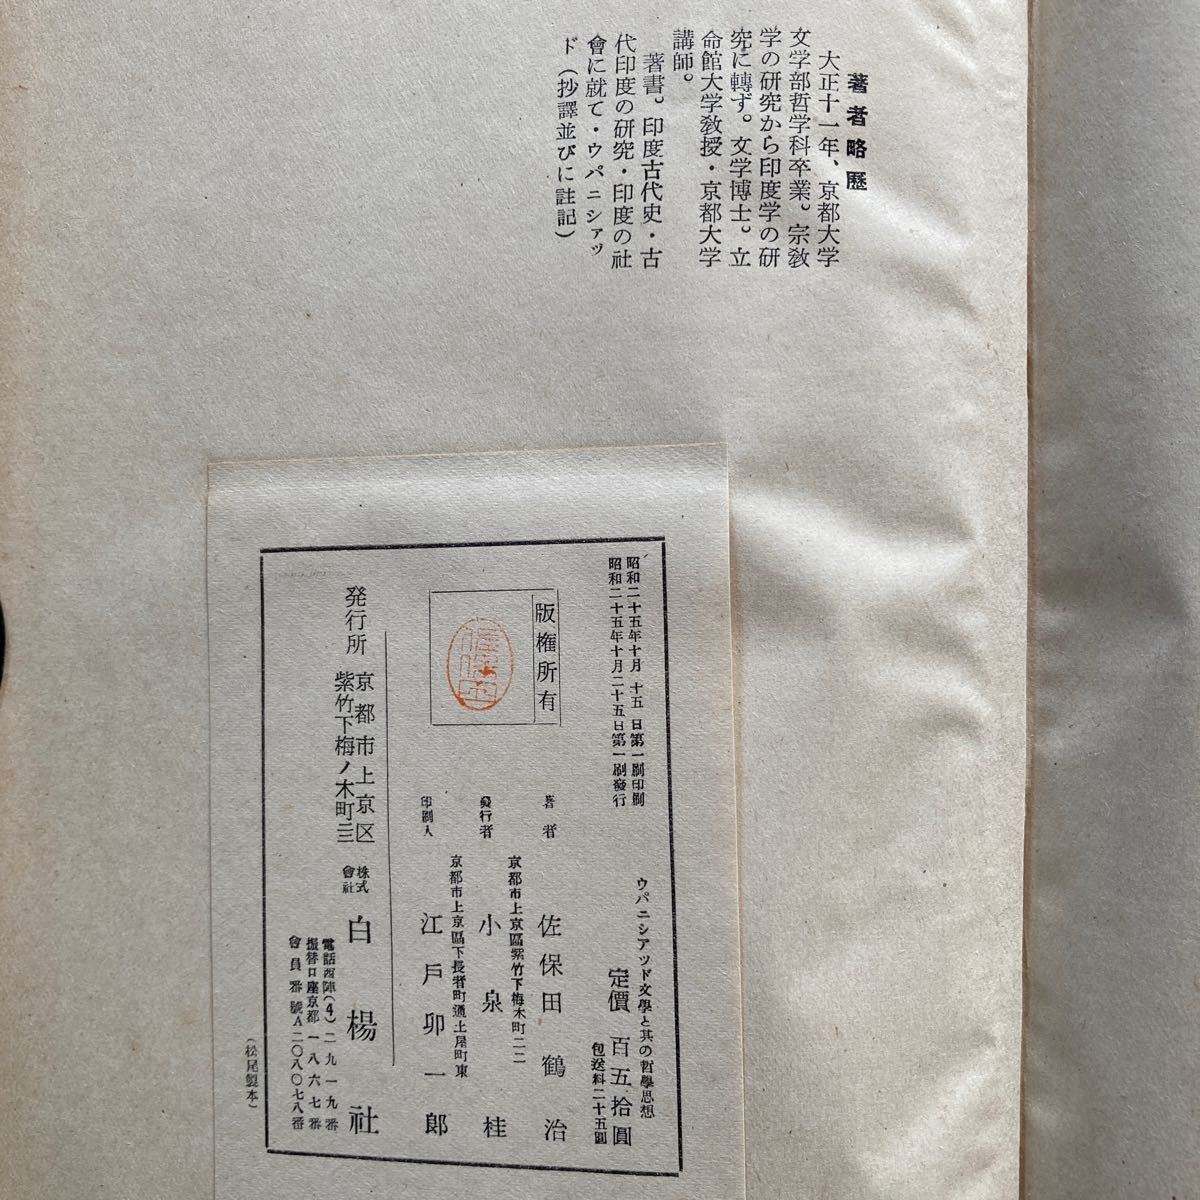 著者略歴
大正十一年、京都大学
文学部哲学科卒業。宗教
学の研究から印度学の研
究に轉ず。文学博士。立
命館大学教授・京都大学
講師。
著書。印度古代史・古
代印度の研究・印度の社
會に就て・ウパニシァッ
ド（抄譯並びに註記）
昭和二十五年十月十五日第一刷印刷
昭和二十五年十月二十五日第一刷發行
ウパニシアツド文學と其の哲學思想
定價 百五拾圓
包送料二十五圓
版権所有
著者 佐保田鶴治
京都市上京區紫竹下梅木町二二
發行者 小泉桂
京都市上京區下長者町通土屋町東
印刷人 江戸卯一郎
発行所
京都市上京区
紫竹下梅ノ木町三
株式會社 白楊社
電話西陣(4)二九一九番
振替口座京都一八六七番
會員番號A二〇八〇七八番
（松尾製本）